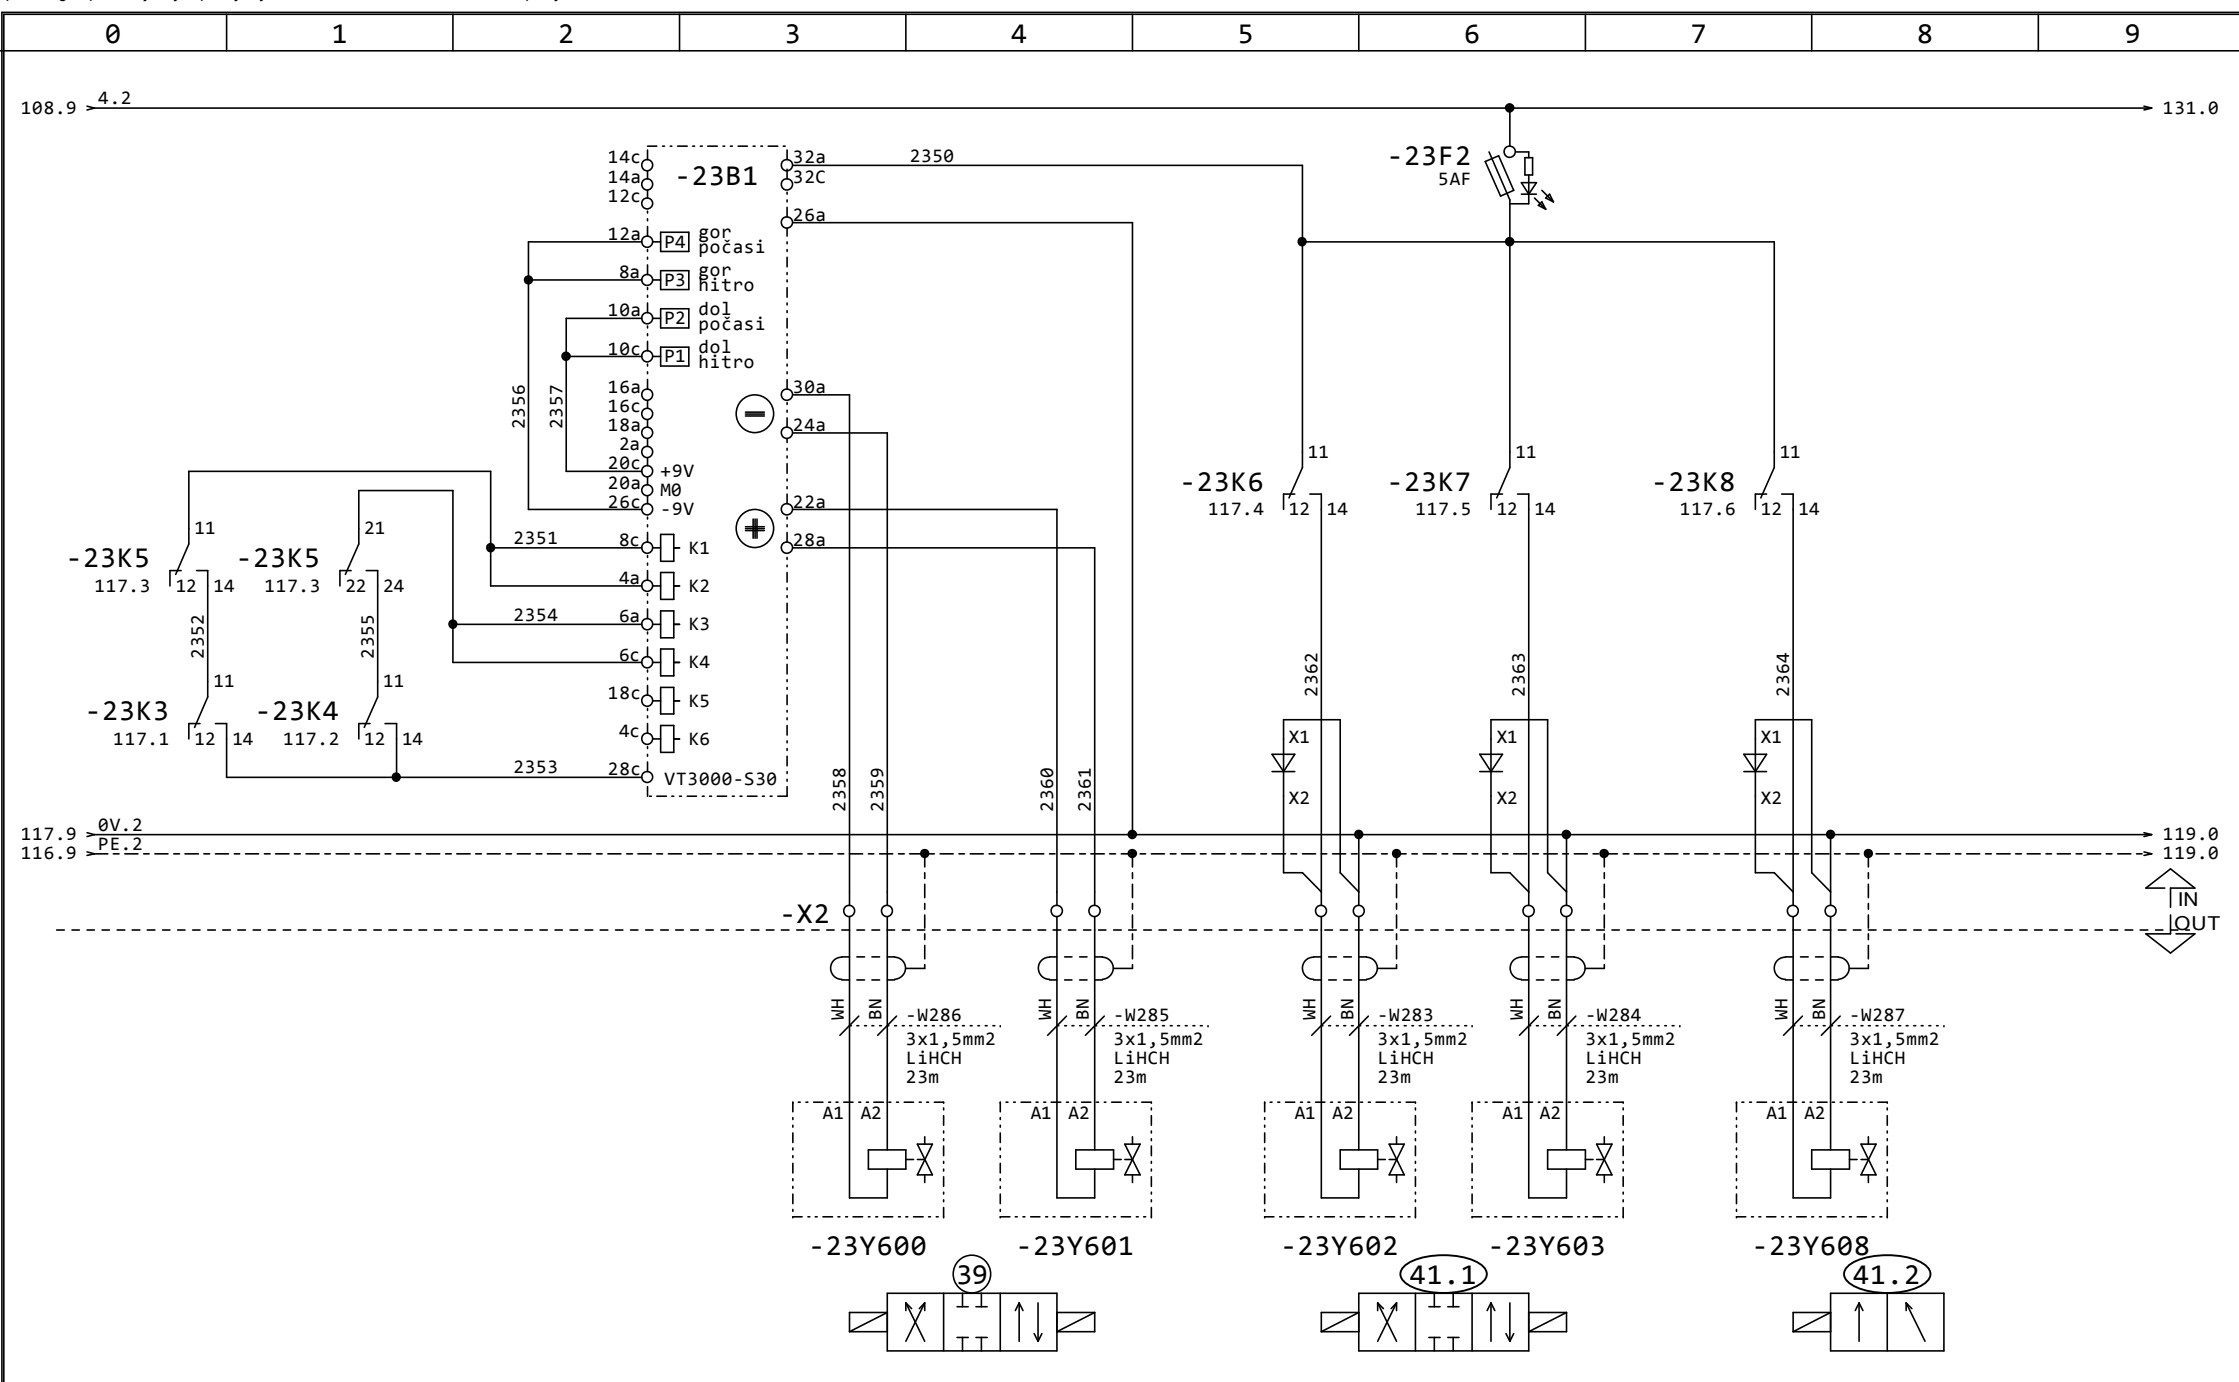 0 1 2 3 4 5 6 7 8 9
108.9 4.2 131.0
-23B1
14c
14a
12c
12a P4 gor
počasi
8a P3 gor
hitro
10a P2 dol
počasi
10c P1 dol
hitro
16a
16c
18a
2a
20c +9V
20a M0
26c -9V
8c K1
4a K2
6a K3
6c K4
18c K5
4c K6
28c VT3000-S30
32a 2350
32C
26a
30a
24a
22a
28a
2356
2357
2351
2354
2353
-23K5
117.3
11
12 14
-23K5
117.3
21
22 24
2352
2355
-23K3
117.1
11
12 14
-23K4
117.2
11
12 14
2358
2359
2360
2361
-23F2
5AF
-23K6
117.4
11
12 14
-23K7
117.5
11
12 14
-23K8
117.6
11
12 14
2362
2363
2364
X1
X2
X1
X2
X1
X2
117.9 0V.2 119.0
116.9 PE.2 119.0
IN
OUT
-X2
WH BN -W286
3x1,5mm2
LiHCH
23m
WH BN -W285
3x1,5mm2
LiHCH
23m
WH BN -W283
3x1,5mm2
LiHCH
23m
WH BN -W284
3x1,5mm2
LiHCH
23m
WH BN -W287
3x1,5mm2
LiHCH
23m
A1 A2
A1 A2
A1 A2
A1 A2
A1 A2
-23Y600 -23Y601 -23Y602 -23Y603 -23Y608
39 41.1 41.2